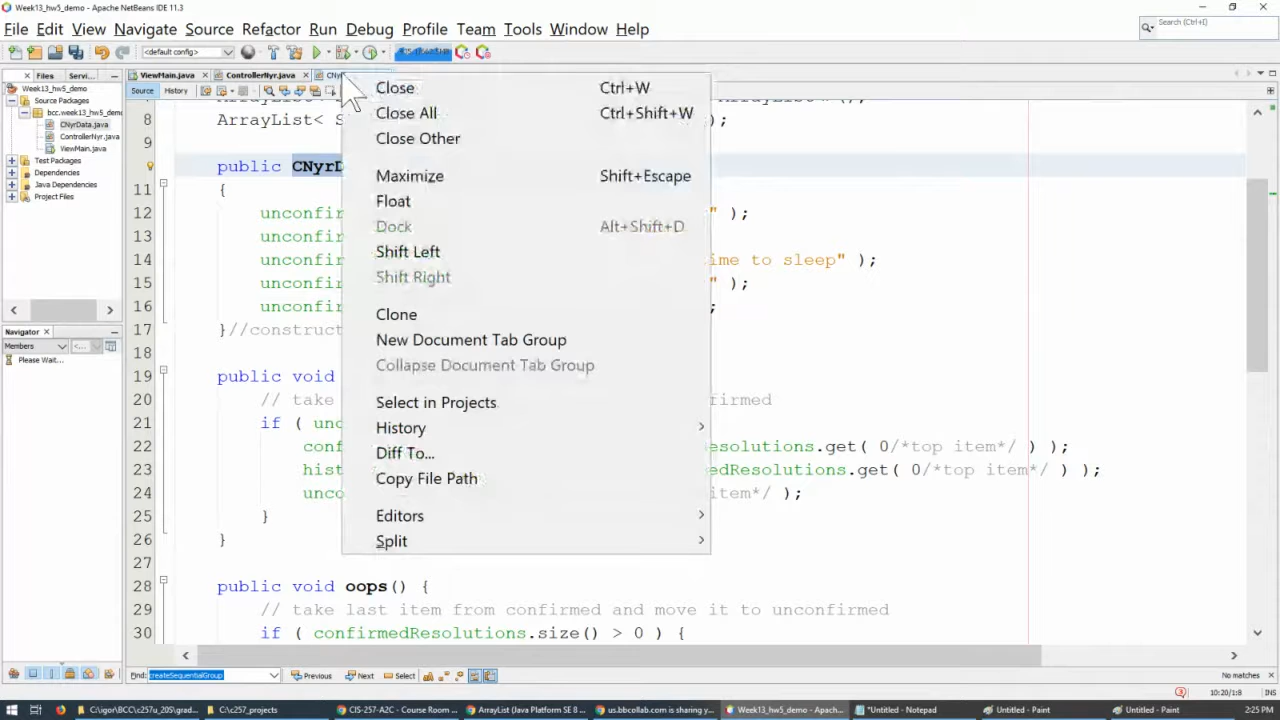 Week13_hw5_demo - Apache NetBeans IDE 11.3
File Edit View Navigate Source Refactor Run Debug Profile Team Tools Window Help
Search (Ctrl+I)
<default config>
Files Servi...
ViewMain.java ControllerNyr.java CNy
Source History
Week13_hw5_demo
Source Packages
bcc.week13_hw5_demo
CNyrData.java
ControllerNyr.java
ViewMain.java
Test Packages
Dependencies
Java Dependencies
Project Files
Navigator
Members <...
Please Wait...
8 ArrayList< S );
9
public CNyrD
11 {
12 unconfir " );
13 unconfir
14 unconfir ime to sleep" );
15 unconfir " );
16 unconfir ;
17 }//construct
18
19 public void
20 // take nfirmed
21 if ( unc
22 conf esolutions.get( 0/*top item*/ ) );
23 hist edResolutions.get( 0/*top item*/ ) );
24 unco item*/ );
25 }
26 }
27
28 public void oops() {
29 // take last item from confirmed and move it to unconfirmed
30 if ( confirmedResolutions.size() > 0 ) {
Close Ctrl+W
Close All Ctrl+Shift+W
Close Other
Maximize Shift+Escape
Float
Dock Alt+Shift+D
Shift Left
Shift Right
Clone
New Document Tab Group
Collapse Document Tab Group
Select in Projects
History
Diff To...
Copy File Path
Editors
Split
Find: createSequentialGroup Previous Next Select No matches
10:20/1:8 INS
C:\igor\BCC\c257u_20S\grad... C:\c257_projects CIS-257-A2C - Course Room ... ArrayList (Java Platform SE 8 ... us.bbcollab.com is sharing y... Week13_hw5_demo - Apach... *Untitled - Notepad Untitled - Paint Untitled - Paint 2:25 PM